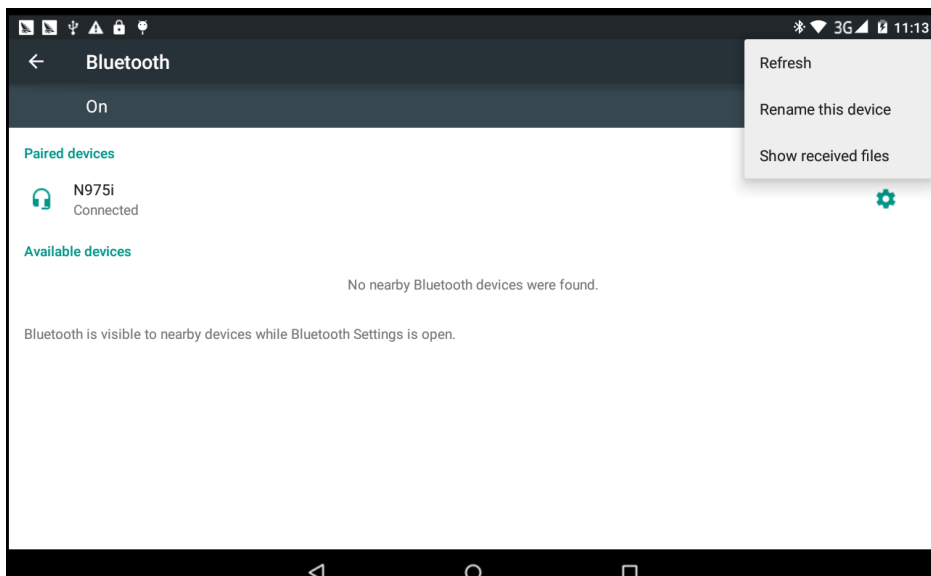 3G 11:13
Bluetooth
Refresh
On
Rename this device
Paired devices
Show received files
N975i
Connected
Available devices
No nearby Bluetooth devices were found.
Bluetooth is visible to nearby devices while Bluetooth Settings is open.